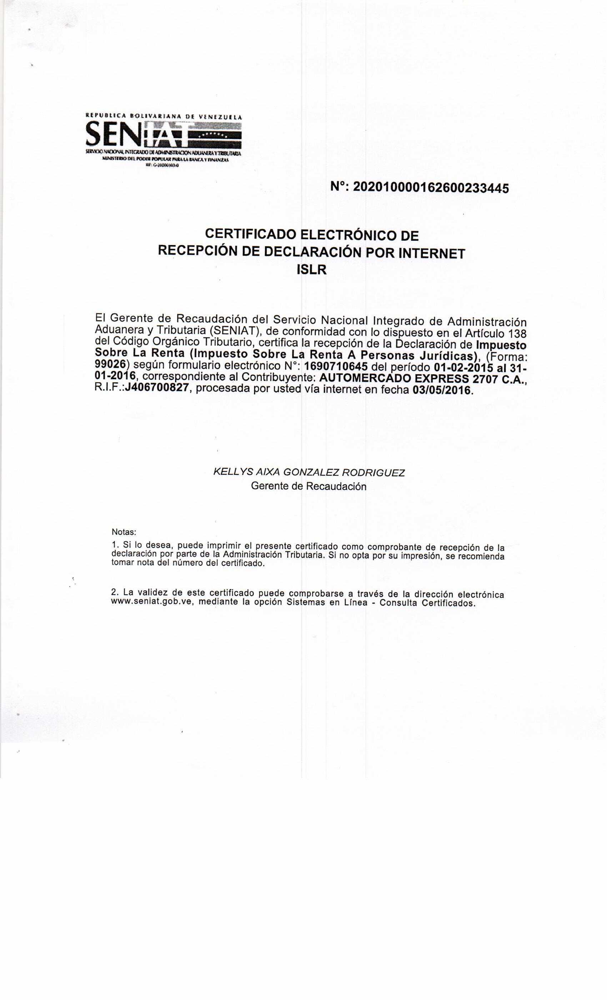 REPUBLICA BOLIVARIANA DE VENEZUELA
SENIAT
SERVICIO NACIONAL INTEGRADO DE ADMINISTRACION ADUANERA Y TRIBUTARIA
MINISTERIO DEL PODER POPULAR PARA LA BANCA Y FINANZAS
N°: 202010000162600233445
CERTIFICADO ELECTRÓNICO DE
RECEPCIÓN DE DECLARACIÓN POR INTERNET
ISLR
El Gerente de Recaudación del Servicio Nacional Integrado de Administración
Aduanera y Tributaria (SENIAT), de conformidad con lo dispuesto en el Artículo 138
del Código Orgánico Tributario, certifica la recepción de la Declaración de Impuesto
Sobre La Renta (Impuesto Sobre La Renta A Personas Jurídicas), (Forma:
99026) según formulario electrónico N°: 1690710645 del período 01-02-2015 al 31-
01-2016, correspondiente al Contribuyente: AUTOMERCADO EXPRESS 2707 C.A.,
R.I.F.:J406700827, procesada por usted vía internet en fecha 03/05/2016.
KELLYS AIXA GONZALEZ RODRIGUEZ
Gerente de Recaudación
Notas:
1. Si lo desea, puede imprimir el presente certificado como comprobante de recepción de la
declaración por parte de la Administración Tributaria. Si no opta por su impresión, se recomienda
tomar nota del número del certificado.
2. La validez de este certificado puede comprobarse a través de la dirección electrónica
www.seniat.gob.ve, mediante la opción Sistemas en Línea - Consulta Certificados.